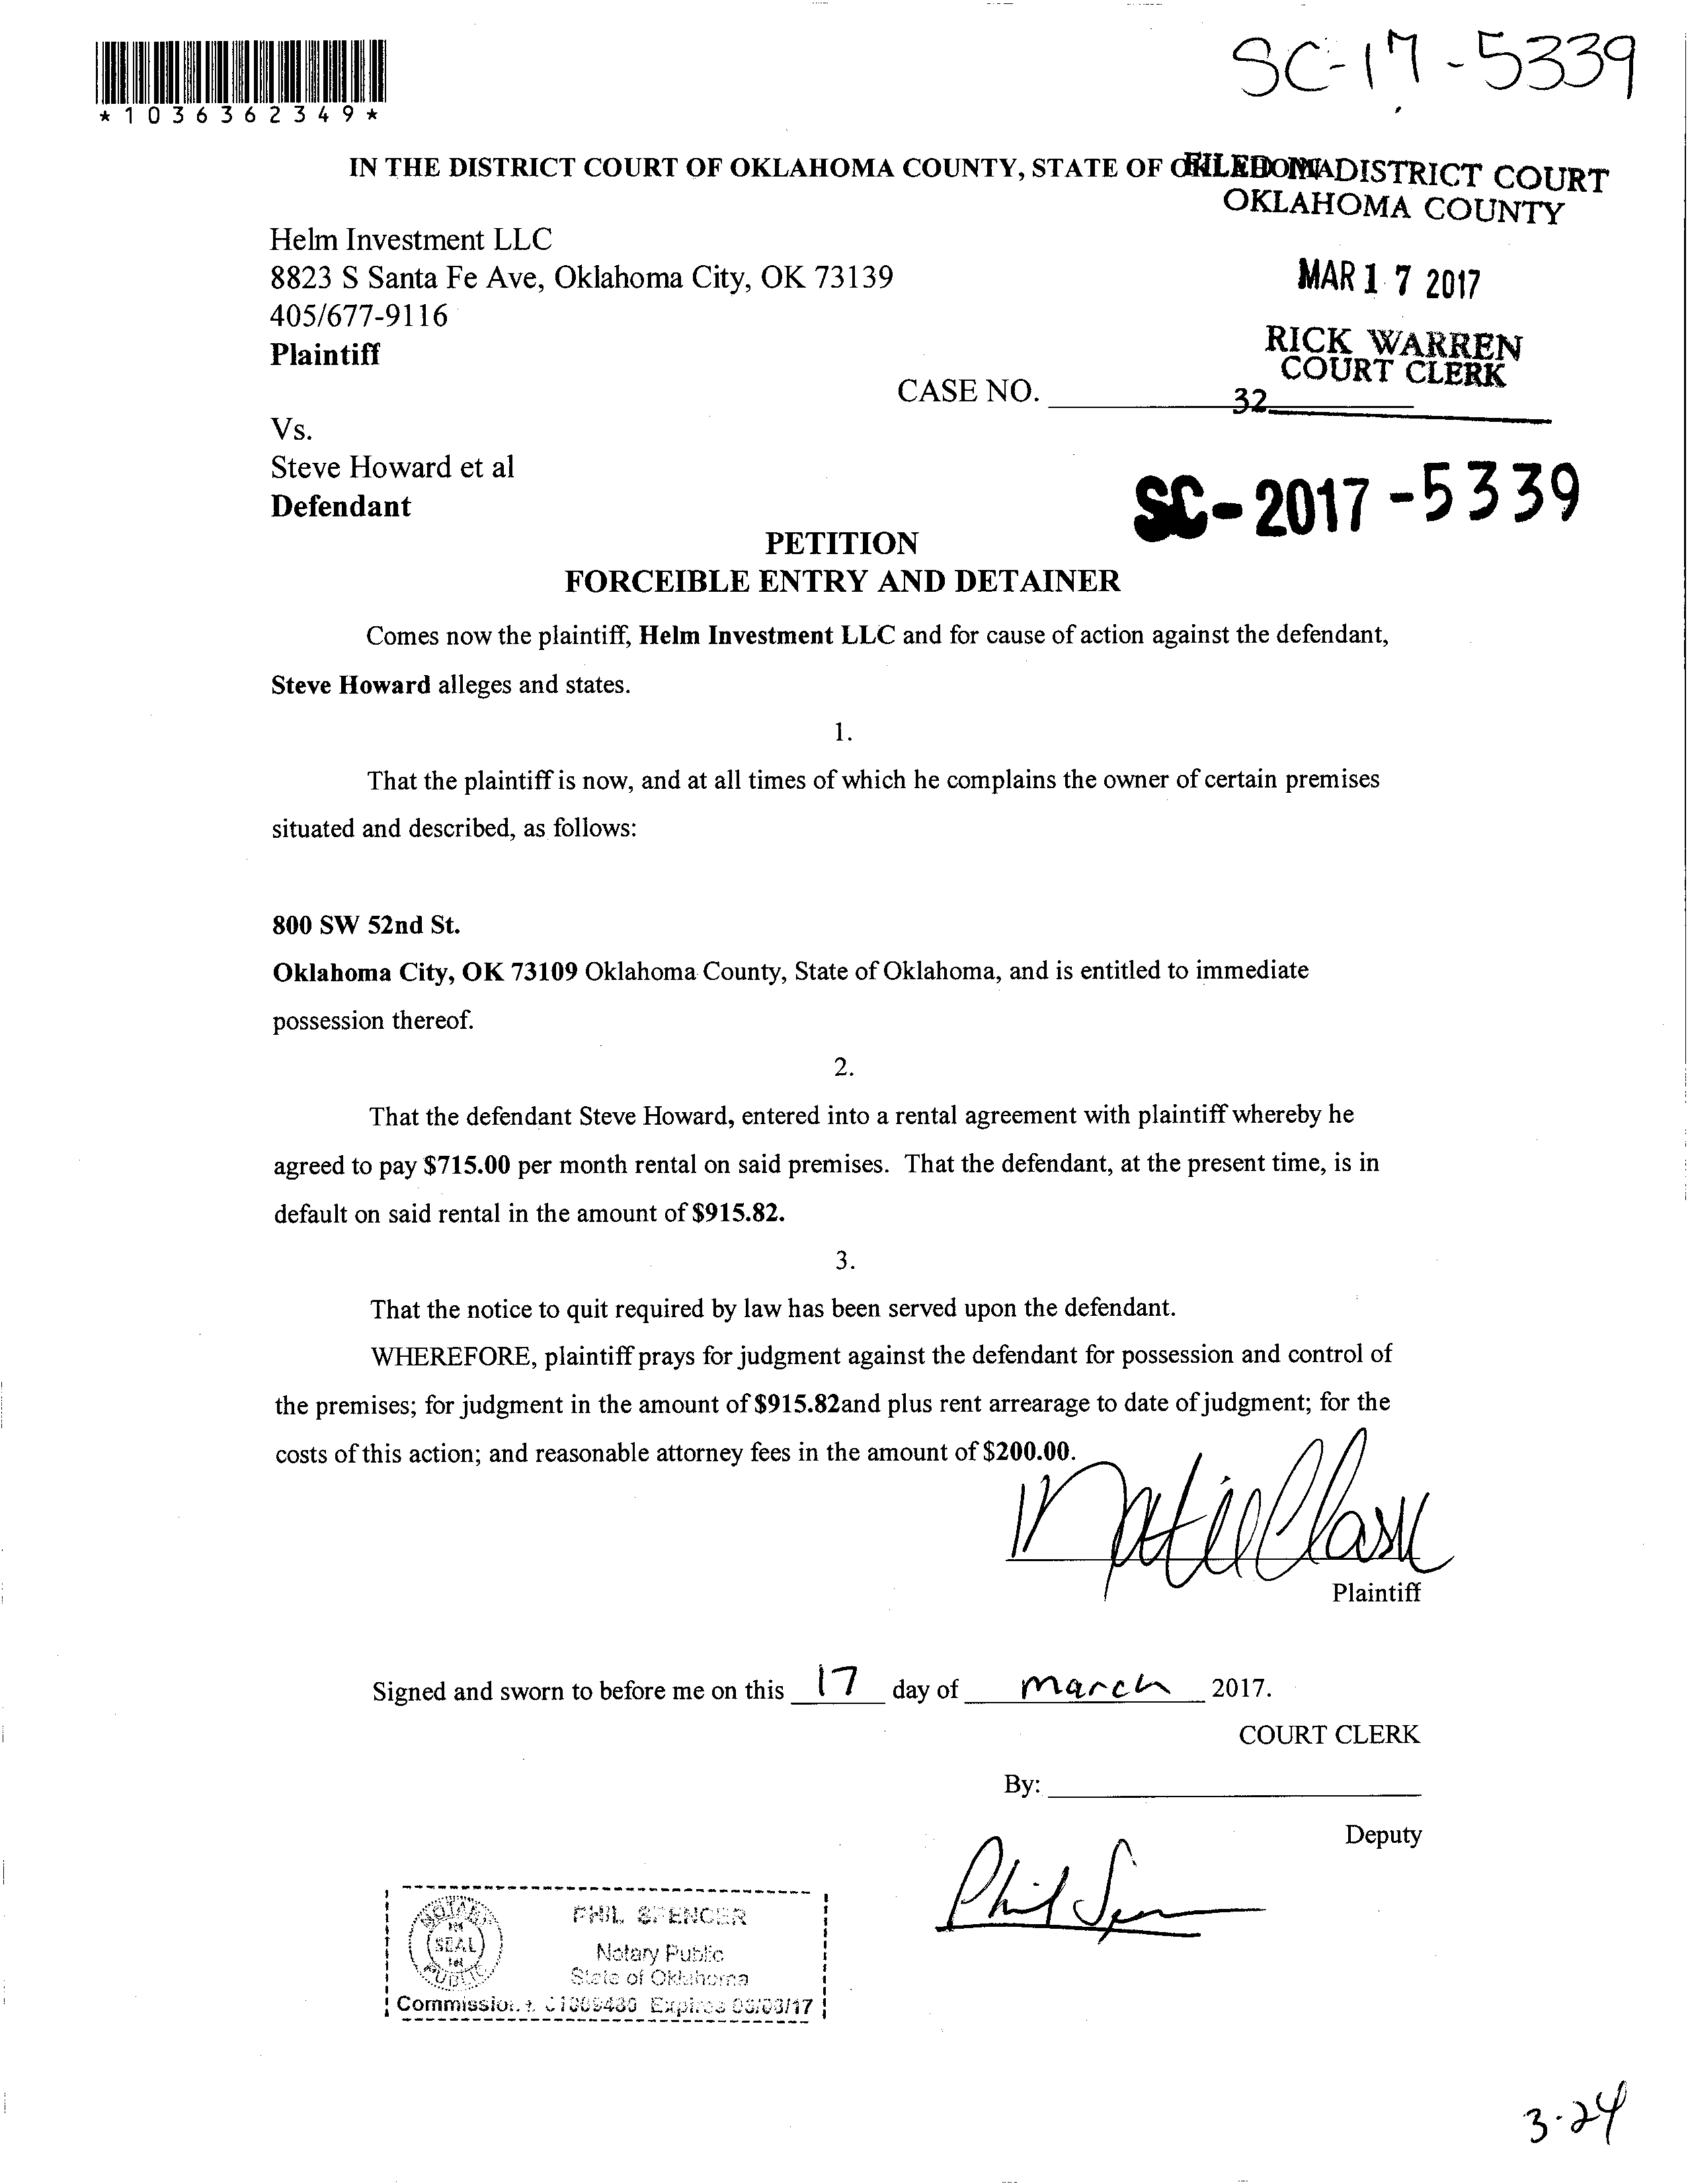 SC-17-5339
*1036362349*
IN THE DISTRICT COURT OF OKLAHOMA COUNTY, STATE OF OKLAHOMA
FILED IN DISTRICT COURT
OKLAHOMA COUNTY
Helm Investment LLC
8823 S Santa Fe Ave, Oklahoma City, OK 73139
MAR 17 2017
405/677-9116
Plaintiff
RICK WARREN
COURT CLERK
CASE NO.
32
Vs.
Steve Howard et al
Defendant
SC-2017-5339
PETITION
FORCEIBLE ENTRY AND DETAINER
Comes now the plaintiff, Helm Investment LLC and for cause of action against the defendant,
Steve Howard alleges and states.
1.
That the plaintiff is now, and at all times of which he complains the owner of certain premises
situated and described, as follows:
800 SW 52nd St.
Oklahoma City, OK 73109 Oklahoma County, State of Oklahoma, and is entitled to immediate
possession thereof.
2.
That the defendant Steve Howard, entered into a rental agreement with plaintiff whereby he
agreed to pay $715.00 per month rental on said premises. That the defendant, at the present time, is in
default on said rental in the amount of $915.82.
3.
That the notice to quit required by law has been served upon the defendant.
WHEREFORE, plaintiff prays for judgment against the defendant for possession and control of
the premises; for judgment in the amount of $915.82and plus rent arrearage to date of judgment; for the
costs of this action; and reasonable attorney fees in the amount of $200.00.
Plaintiff
Signed and sworn to before me on this 17 day of march 2017.
COURT CLERK
By:
Deputy
Phil
PHIL SPENCER
Notary Public
State of Oklahoma
NOTARY
SEAL
PUBLIC
Commission # Expires /17
3-24